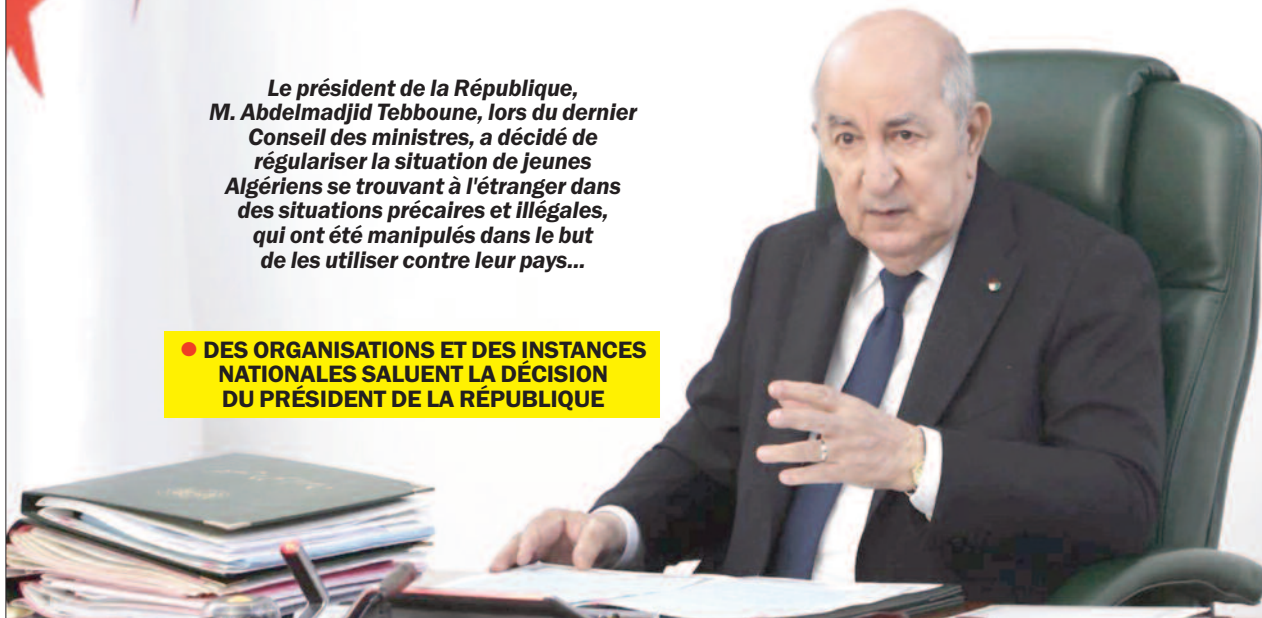 Le président de la République,
M. Abdelmadjid Tebboune, lors du dernier
Conseil des ministres, a décidé de
régulariser la situation de jeunes
Algériens se trouvant à l'étranger dans
des situations précaires et illégales,
qui ont été manipulés dans le but
de les utiliser contre leur pays...
● DES ORGANISATIONS ET DES INSTANCES
NATIONALES SALUENT LA DÉCISION
DU PRÉSIDENT DE LA RÉPUBLIQUE